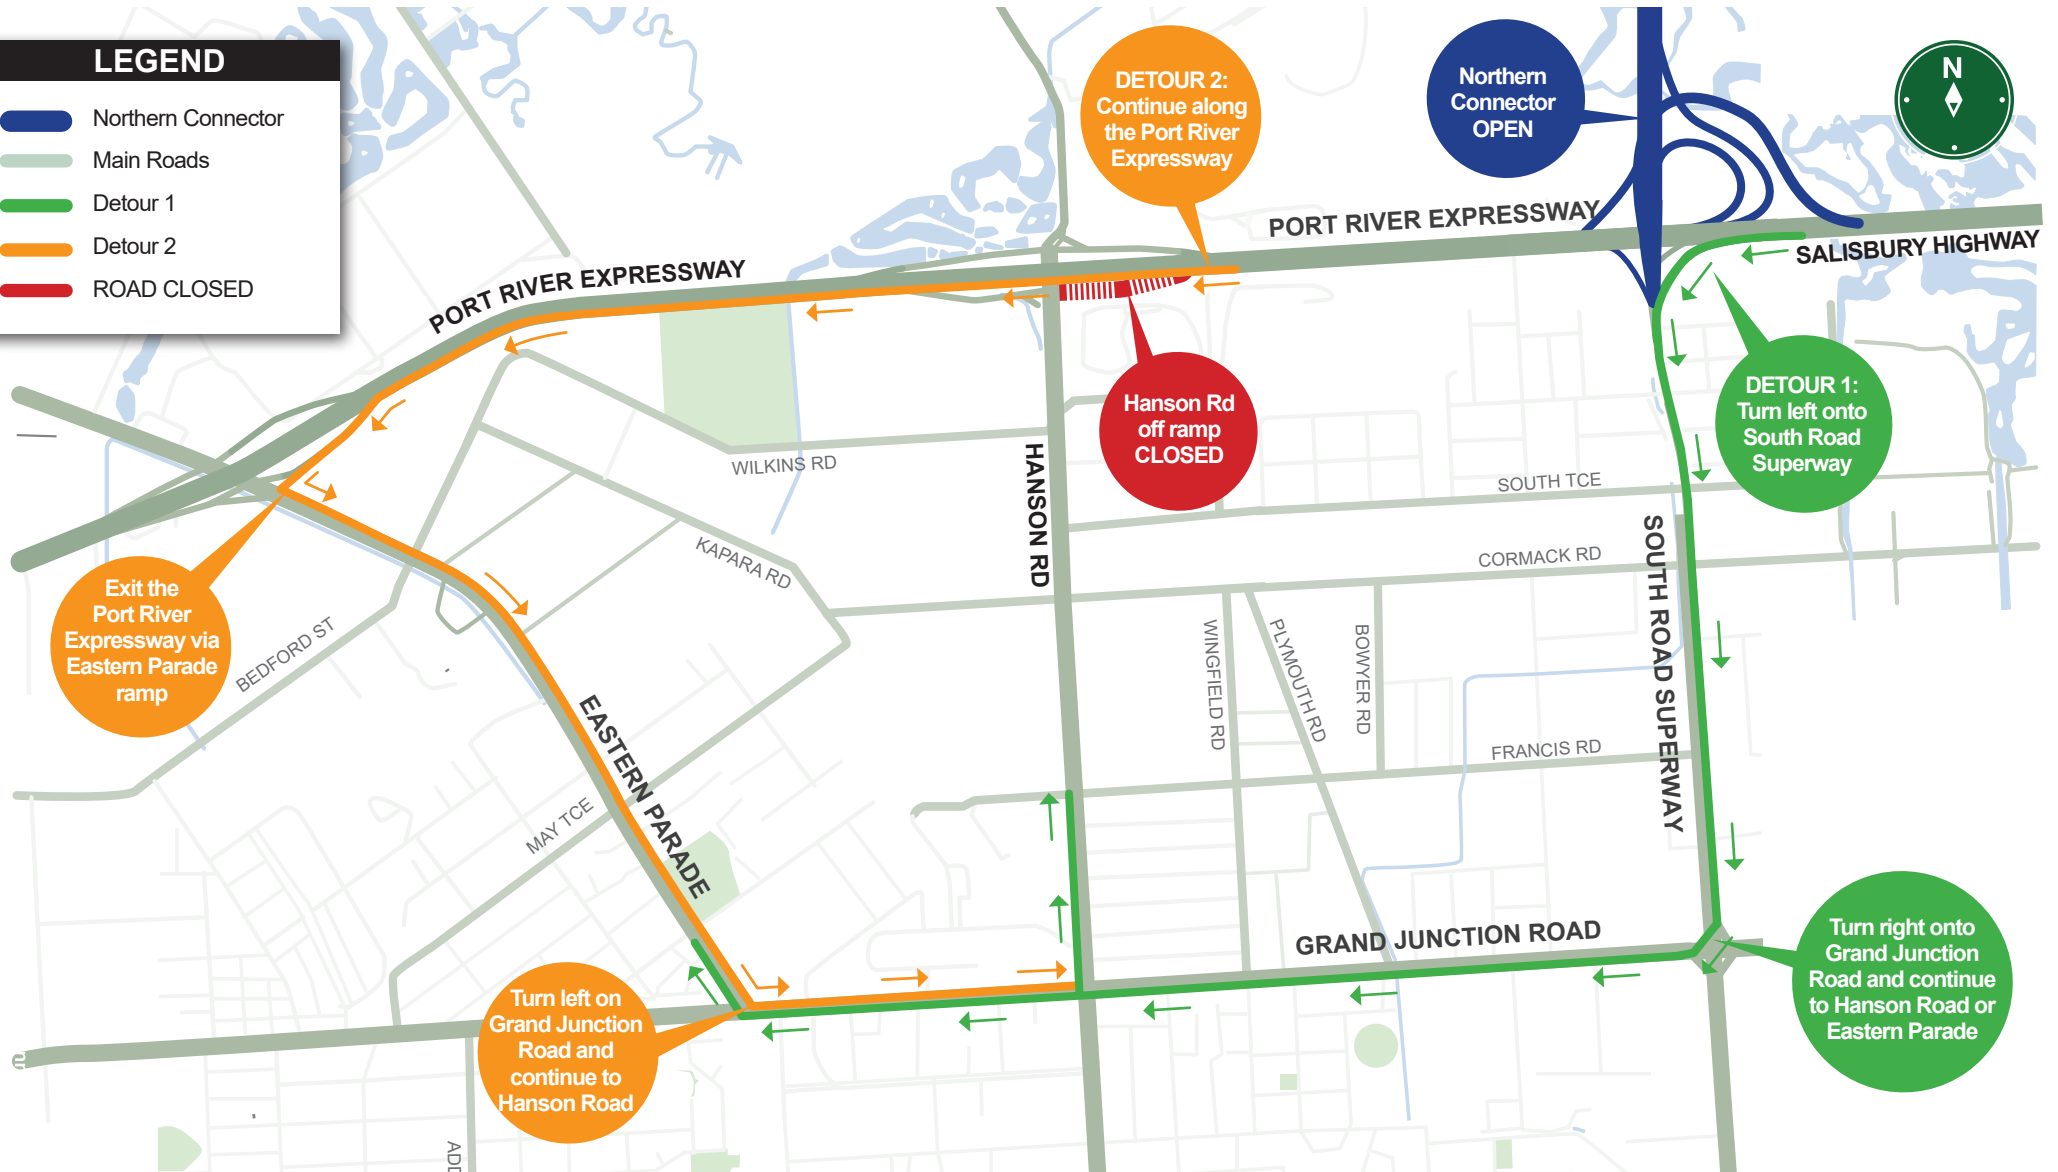 LEGEND
Northern Connector
Main Roads
Detour 1
Detour 2
ROAD CLOSED
DETOUR 2:
Continue along
the Port River
Expressway
Northern
Connector
OPEN
N
PORT RIVER EXPRESSWAY
SALISBURY HIGHWAY
PORT RIVER EXPRESSWAY
Hanson Rd
off ramp
CLOSED
DETOUR 1:
Turn left onto
South Road
Superway
WILKINS RD
HANSON RD
SOUTH TCE
KAPARA RD
CORMACK RD
SOUTH ROAD SUPERWAY
Exit the
Port River
Expressway via
Eastern Parade
ramp
BEDFORD ST
WINGFIELD RD
PLYMOUTH RD
BOWYER RD
EASTERN PARADE
FRANCIS RD
MAY TCE
GRAND JUNCTION ROAD
Turn right onto
Grand Junction
Road and continue
to Hanson Road or
Eastern Parade
Turn left on
Grand Junction
Road and
continue to
Hanson Road